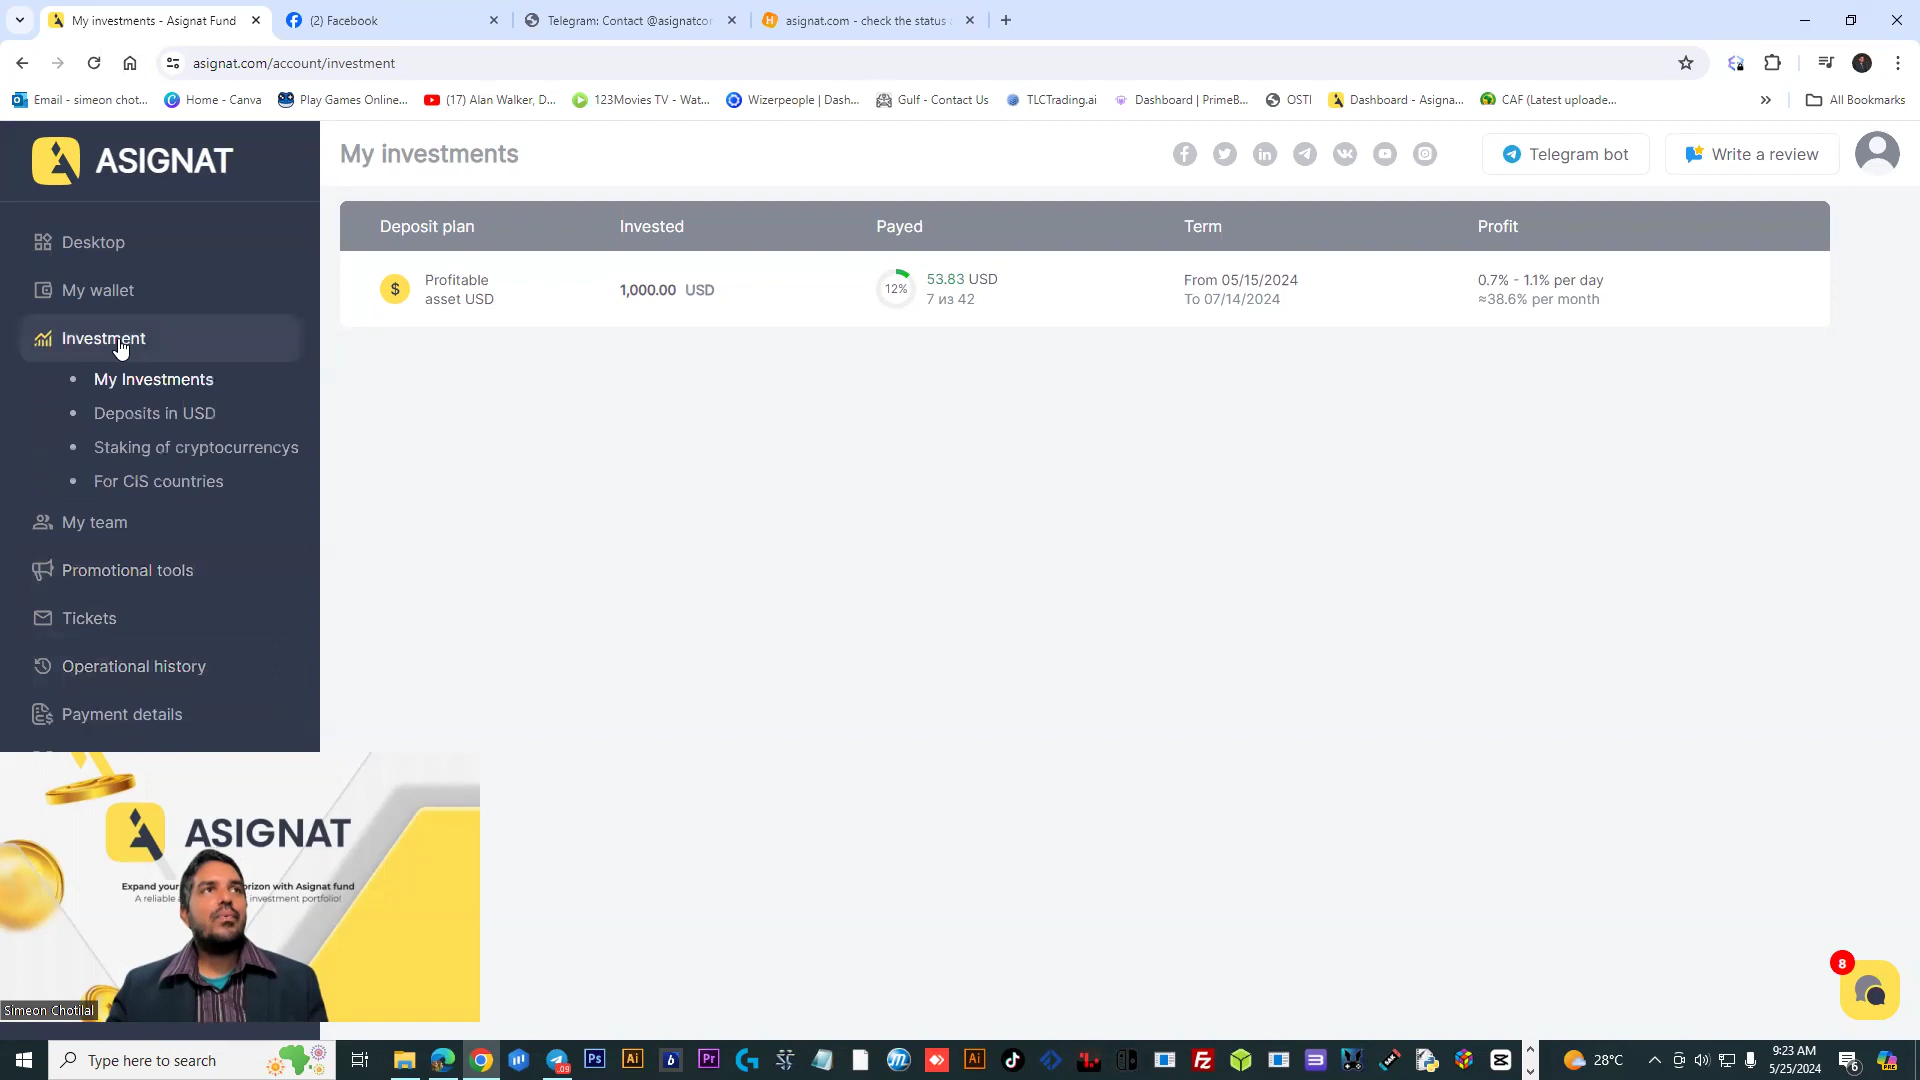 My investments - Asignat Fund
(2) Facebook
Telegram: Contact @asignatcor
asignat.com - check the status
asignat.com/account/investment
Email - simeon chot...
Home - Canva
Play Games Online...
(17) Alan Walker, D...
123Movies TV - Wat...
Wizerpeople | Dash...
Gulf - Contact Us
TLCTrading.ai
Dashboard | PrimeB...
OSTI
Dashboard - Asigna...
CAF (Latest uploade...
All Bookmarks
ASIGNAT
My investments
Telegram bot
Write a review
Desktop
My wallet
Investment
My Investments
Deposits in USD
Staking of cryptocurrencys
For CIS countries
My team
Promotional tools
Tickets
Operational history
Payment details
Deposit plan
Invested
Payed
Term
Profit
Profitable
asset USD
1,000.00 USD
12%
53.83 USD
7 из 42
From 05/15/2024
To 07/14/2024
0.7% - 1.1% per day
≈38.6% per month
ASIGNAT
Expand your
rizon with Asignat fund
A reliable
investment portfolio!
Simeon Chotilal
8
Type here to search
28°C
9:23 AM
5/25/2024
6